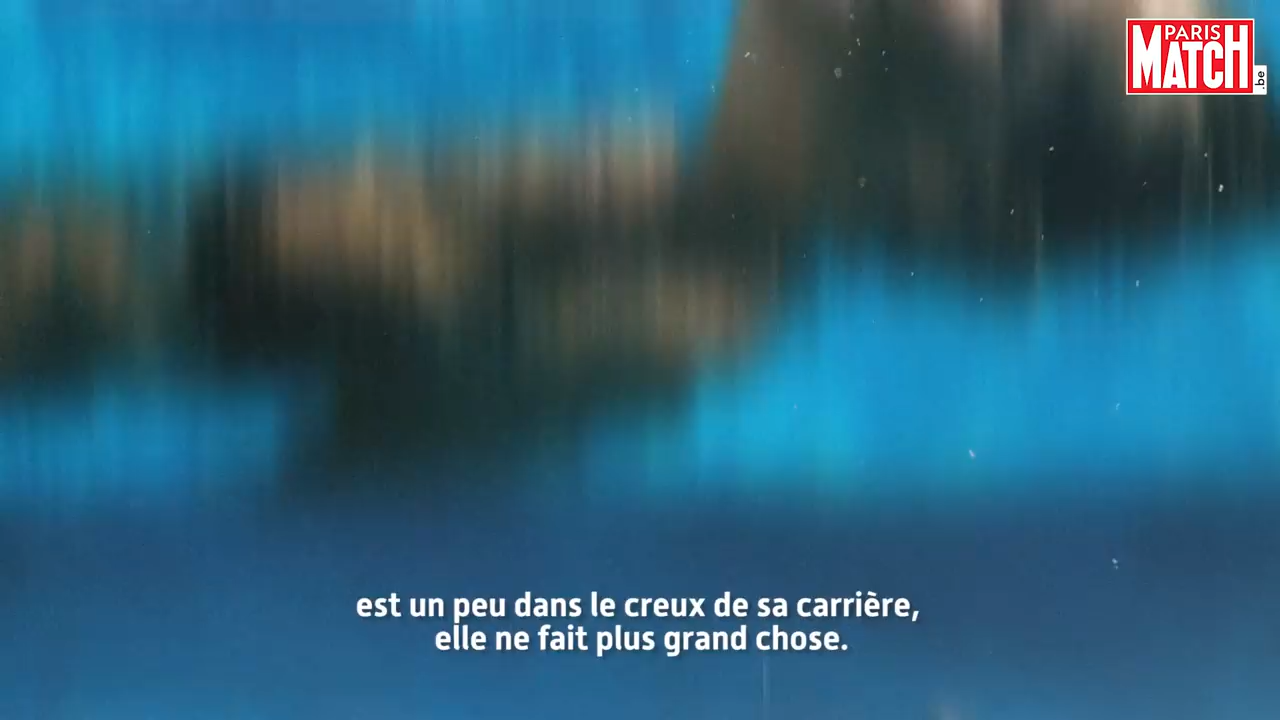 PARIS
MATCH
.be
est un peu dans le creux de sa carrière,
elle ne fait plus grand chose.